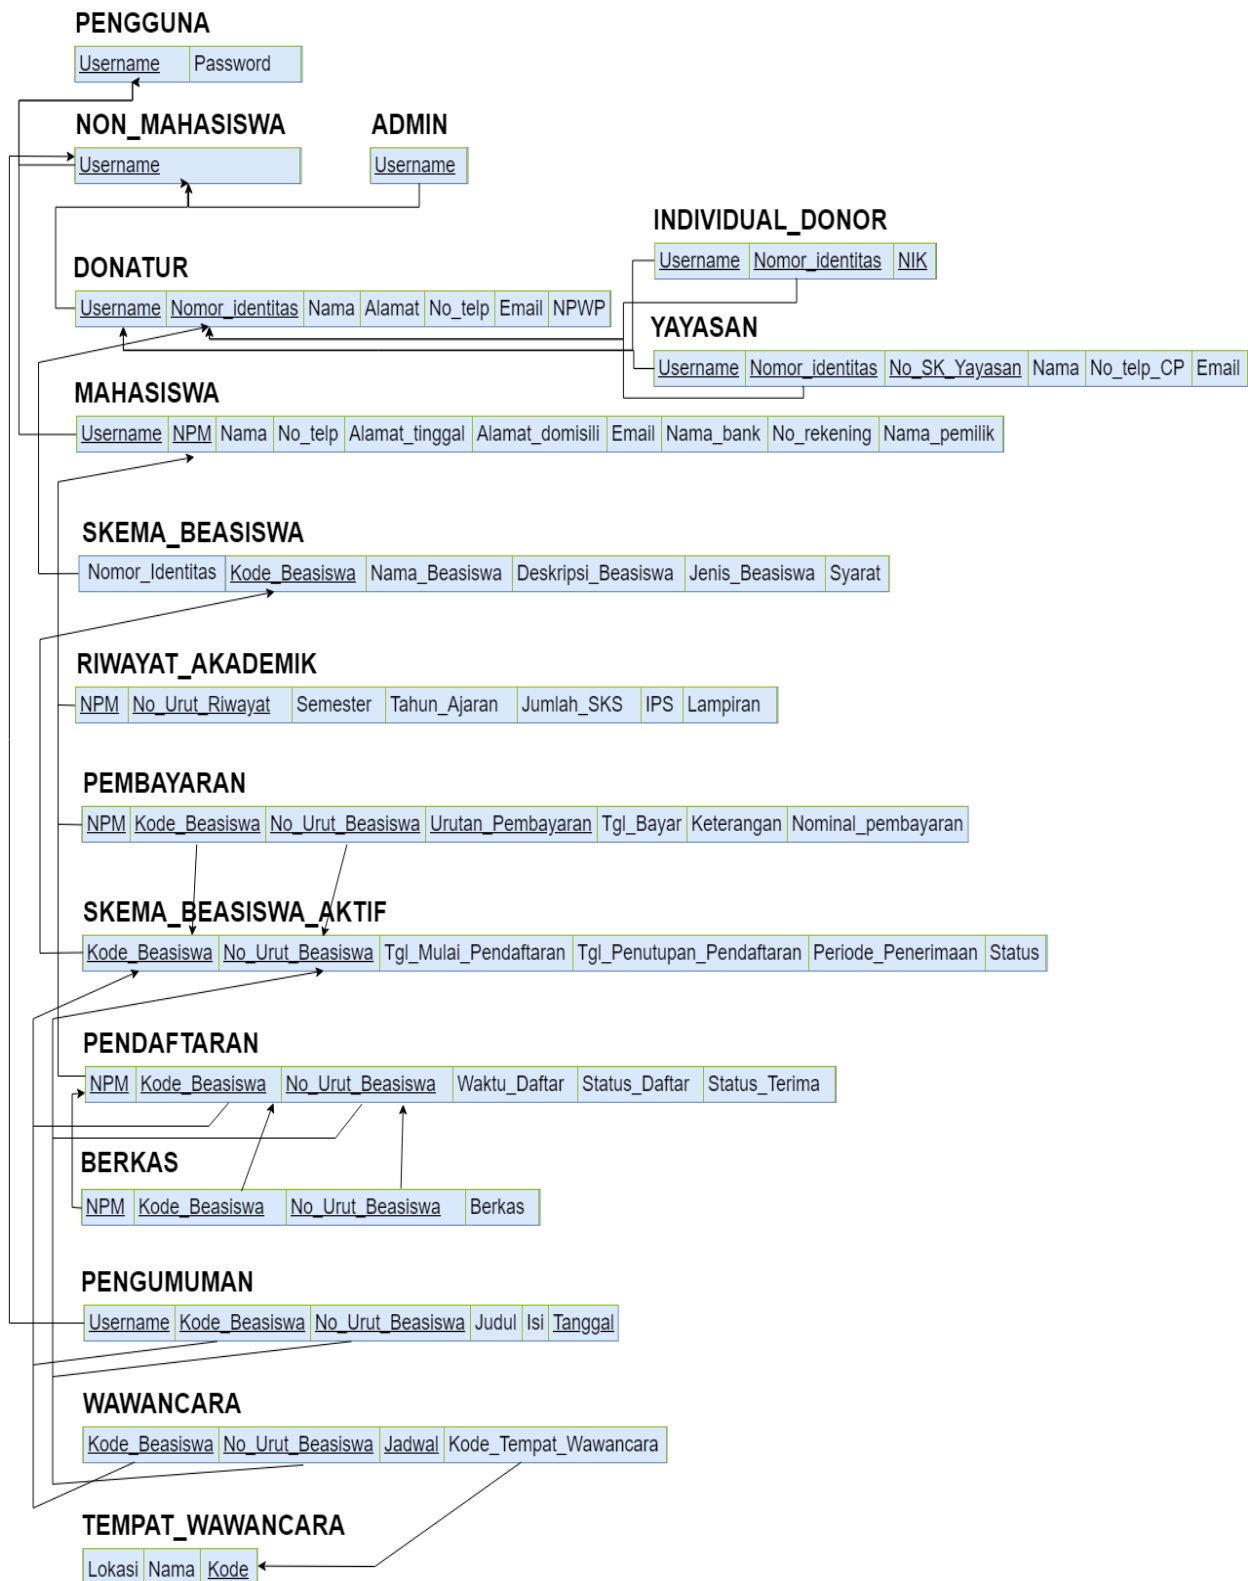 PENGGUNA
Username Password
NON_MAHASISWA ADMIN
Username Username
INDIVIDUAL_DONOR
Username Nomor_identitas NIK
DONATUR
Username Nomor_identitas Nama Alamat No_telp Email NPWP
YAYASAN
Username Nomor_identitas No_SK_Yayasan Nama No_telp_CP Email
MAHASISWA
Username NPM Nama No_telp Alamat_tinggal Alamat_domisili Email Nama_bank No_rekening Nama_pemilik
SKEMA_BEASISWA
Nomor_Identitas Kode_Beasiswa Nama_Beasiswa Deskripsi_Beasiswa Jenis_Beasiswa Syarat
RIWAYAT_AKADEMIK
NPM No_Urut_Riwayat Semester Tahun_Ajaran Jumlah_SKS IPS Lampiran
PEMBAYARAN
NPM Kode_Beasiswa No_Urut_Beasiswa Urutan_Pembayaran Tgl_Bayar Keterangan Nominal_pembayaran
SKEMA_BEASISWA_AKTIF
Kode_Beasiswa No_Urut_Beasiswa Tgl_Mulai_Pendaftaran Tgl_Penutupan_Pendaftaran Periode_Penerimaan Status
PENDAFTARAN
NPM Kode_Beasiswa No_Urut_Beasiswa Waktu_Daftar Status_Daftar Status_Terima
BERKAS
NPM Kode_Beasiswa No_Urut_Beasiswa Berkas
PENGUMUMAN
Username Kode_Beasiswa No_Urut_Beasiswa Judul Isi Tanggal
WAWANCARA
Kode_Beasiswa No_Urut_Beasiswa Jadwal Kode_Tempat_Wawancara
TEMPAT_WAWANCARA
Lokasi Nama Kode